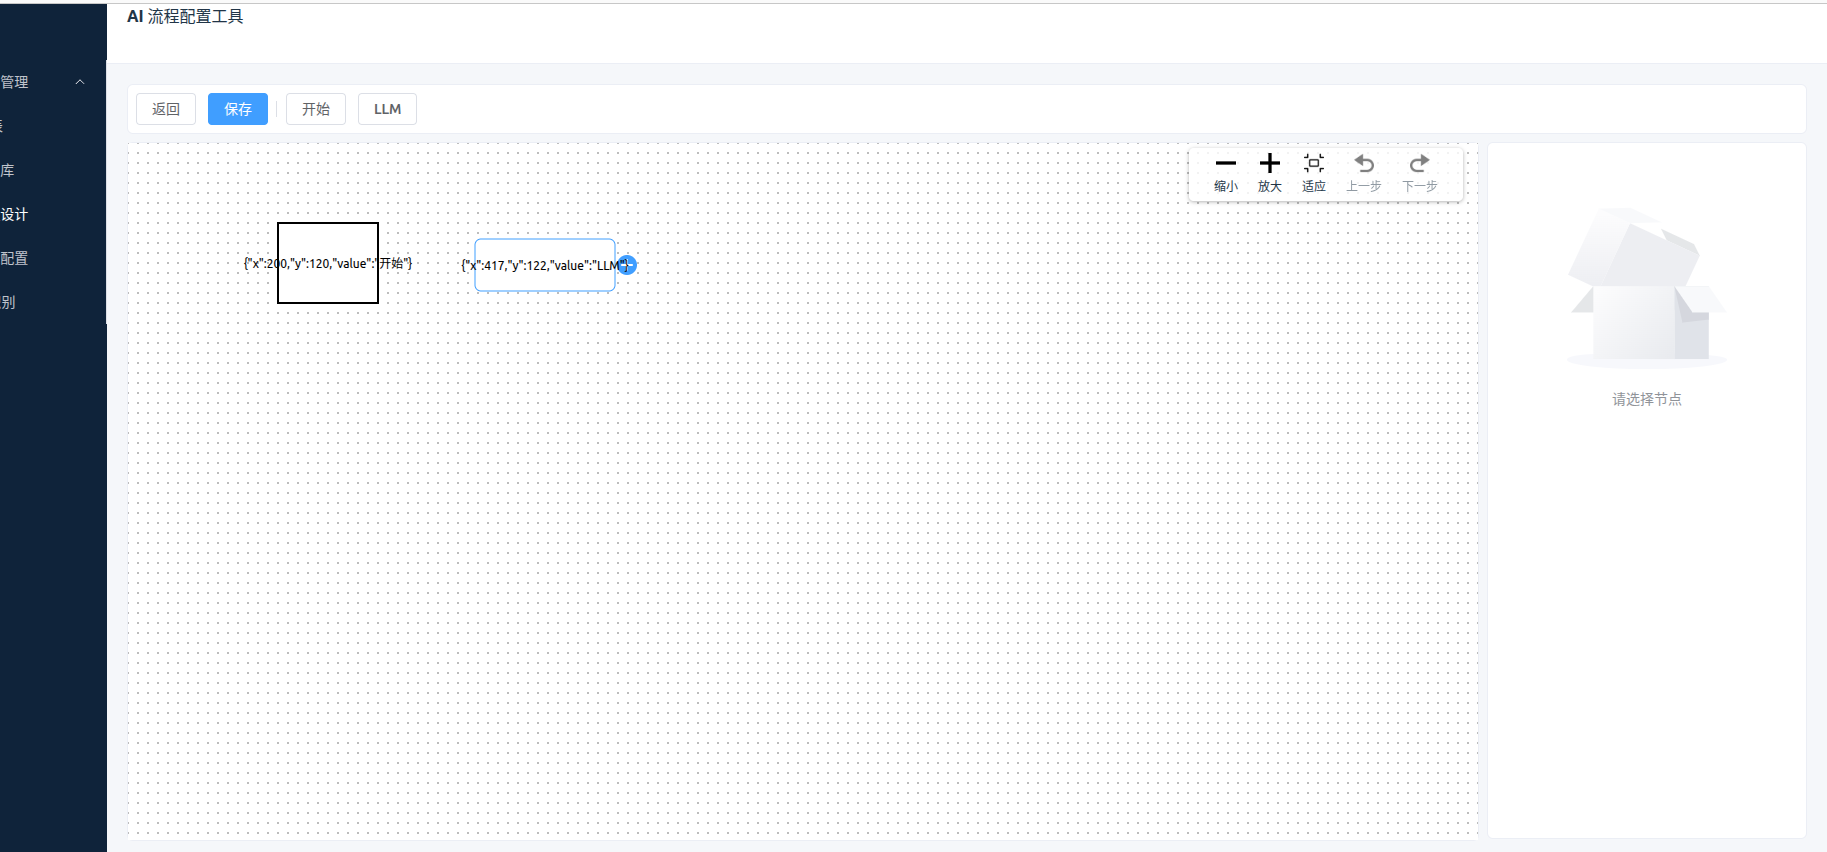 AI 流程配置工具
管理
库
设计
配置
别
返回
保存
开始
LLM
缩小
放大
适应
上一步
下一步
{"x":200,"y":120,"value":"开始"}
{"x":417,"y":122,"value":"LLM"}
请选择节点